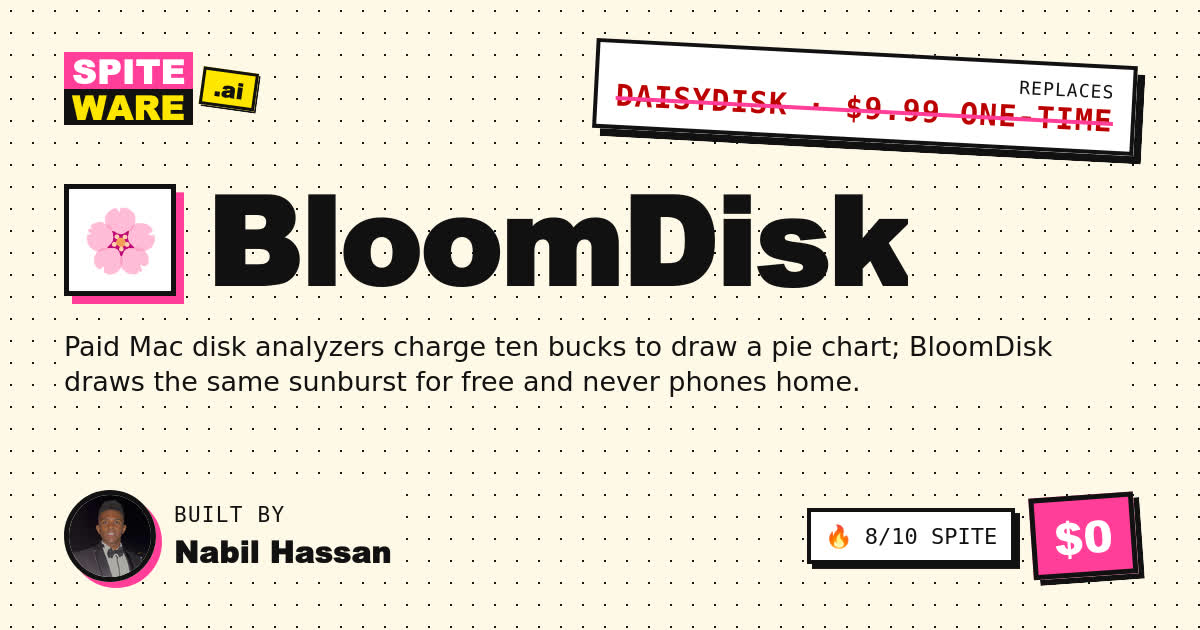 SPITE
WARE
.ai
REPLACES
DAISYDISK · $9.99 ONE-TIME
BloomDisk
Paid Mac disk analyzers charge ten bucks to draw a pie chart; BloomDisk
draws the same sunburst for free and never phones home.
BUILT BY
Nabil Hassan
8/10 SPITE
$0